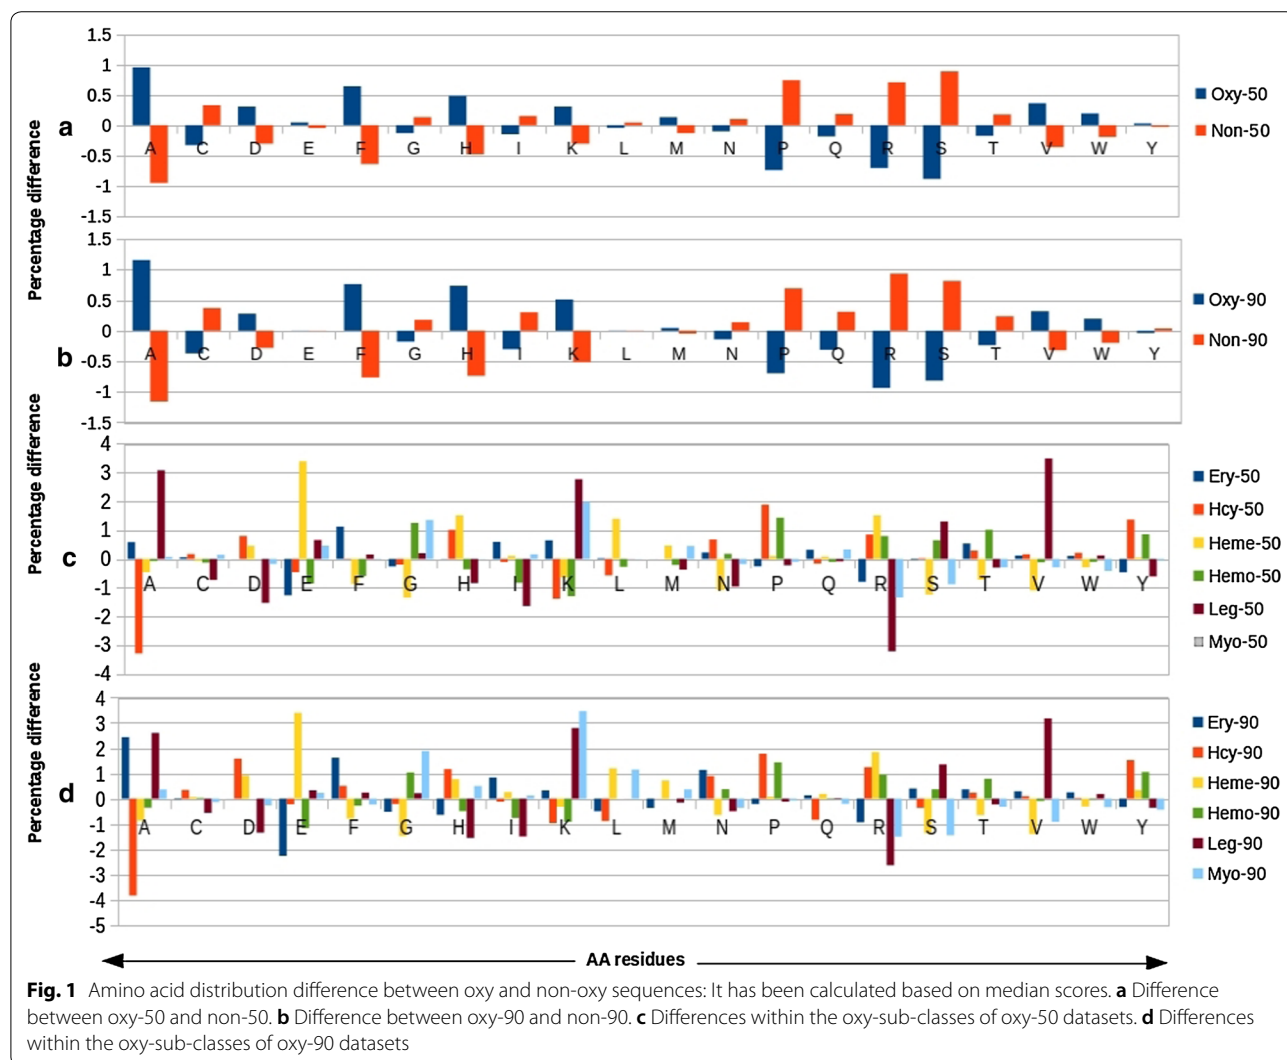 1.5
1
0.5
0
-0.5
-1
-1.5
Percentage difference
a
A C D E F G H I K L M N P Q R S T V W Y
Oxy-50
Non-50
1.5
1
0.5
0
-0.5
-1
-1.5
b
A C D E F G H I K L M N P Q R S T V W Y
Oxy-90
Non-90
4
3
2
1
0
-1
-2
-3
-4
Percentage difference
c
A C D E F G H I K L M N P Q R S T V W Y
Ery-50
Hcy-50
Heme-50
Hemo-50
Leg-50
Myo-50
4
3
2
1
0
-1
-2
-3
-4
-5
Percentage difference
d
A C D E F G H I K L M N P Q R S T V W Y
Ery-90
Hcy-90
Heme-90
Hemo-90
Leg-90
Myo-90
AA residues
Fig. 1 Amino acid distribution difference between oxy and non-oxy sequences: It has been calculated based on median scores. a Difference
between oxy-50 and non-50. b Difference between oxy-90 and non-90. c Differences within the oxy-sub-classes of oxy-50 datasets. d Differences
within the oxy-sub-classes of oxy-90 datasets